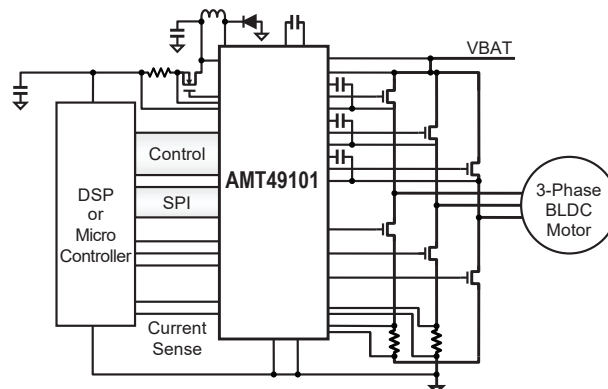 VBAT
Control
AMT49101
SPI
DSP
or
Micro
Controller
3-Phase
BLDC
Motor
Current
Sense